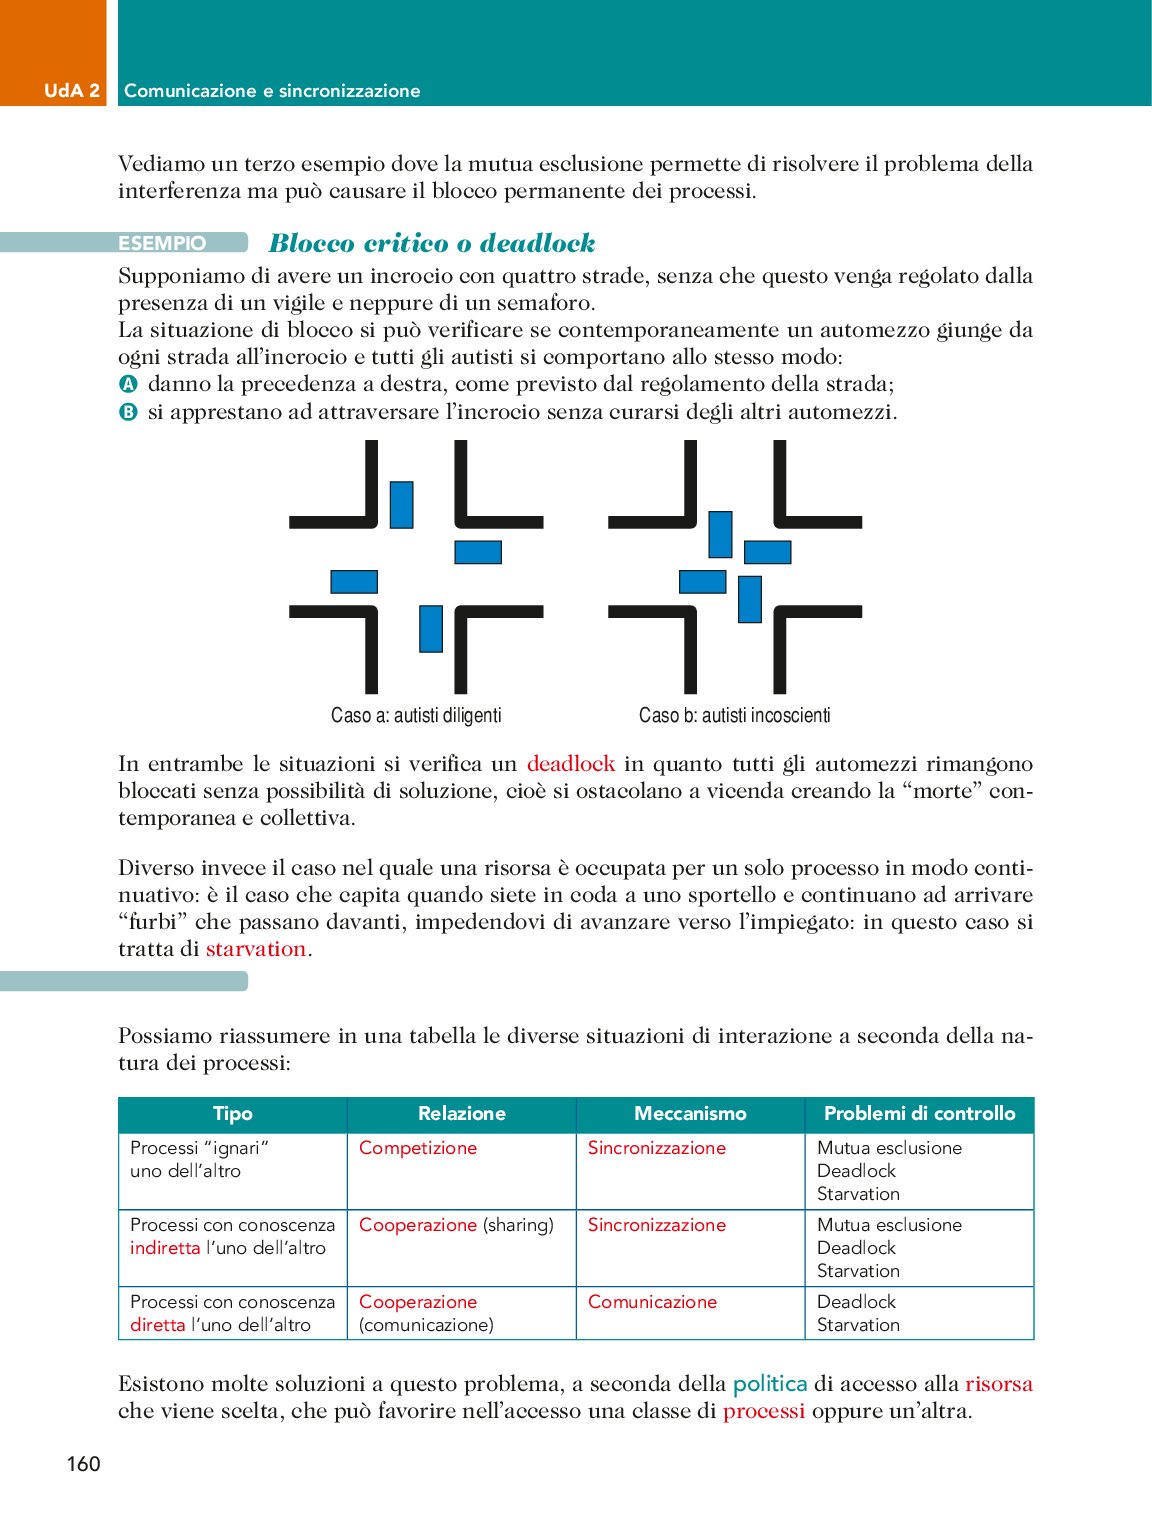 UdA 2 Comunicazione e sincronizzazione
Vediamo un terzo esempio dove la mutua esclusione permette di risolvere il problema della
interferenza ma può causare il blocco permanente dei processi.
ESEMPIO Blocco critico o deadlock
Supponiamo di avere un incrocio con quattro strade, senza che questo venga regolato dalla
presenza di un vigile e neppure di un semaforo.
La situazione di blocco si può verificare se contemporaneamente un automezzo giunge da
ogni strada all'incrocio e tutti gli autisti si comportano allo stesso modo:
A danno la precedenza a destra, come previsto dal regolamento della strada;
B si apprestano ad attraversare l'incrocio senza curarsi degli altri automezzi.
Caso a: autisti diligenti Caso b: autisti incoscienti
In entrambe le situazioni si verifica un deadlock in quanto tutti gli automezzi rimangono
bloccati senza possibilità di soluzione, cioè si ostacolano a vicenda creando la “morte” con-
temporanea e collettiva.
Diverso invece il caso nel quale una risorsa è occupata per un solo processo in modo conti-
nuativo: è il caso che capita quando siete in coda a uno sportello e continuano ad arrivare
“furbi” che passano davanti, impedendovi di avanzare verso l'impiegato: in questo caso si
tratta di starvation.
Possiamo riassumere in una tabella le diverse situazioni di interazione a seconda della na-
tura dei processi:
Tipo Relazione Meccanismo Problemi di controllo
Processi “ignari” Competizione Sincronizzazione Mutua esclusione
uno dell'altro Deadlock
Starvation
Processi con conoscenza Cooperazione (sharing) Sincronizzazione Mutua esclusione
indiretta l'uno dell'altro Deadlock
Starvation
Processi con conoscenza Cooperazione Comunicazione Deadlock
diretta l'uno dell'altro (comunicazione) Starvation
Esistono molte soluzioni a questo problema, a seconda della politica di accesso alla risorsa
che viene scelta, che può favorire nell'accesso una classe di processi oppure un'altra.
160